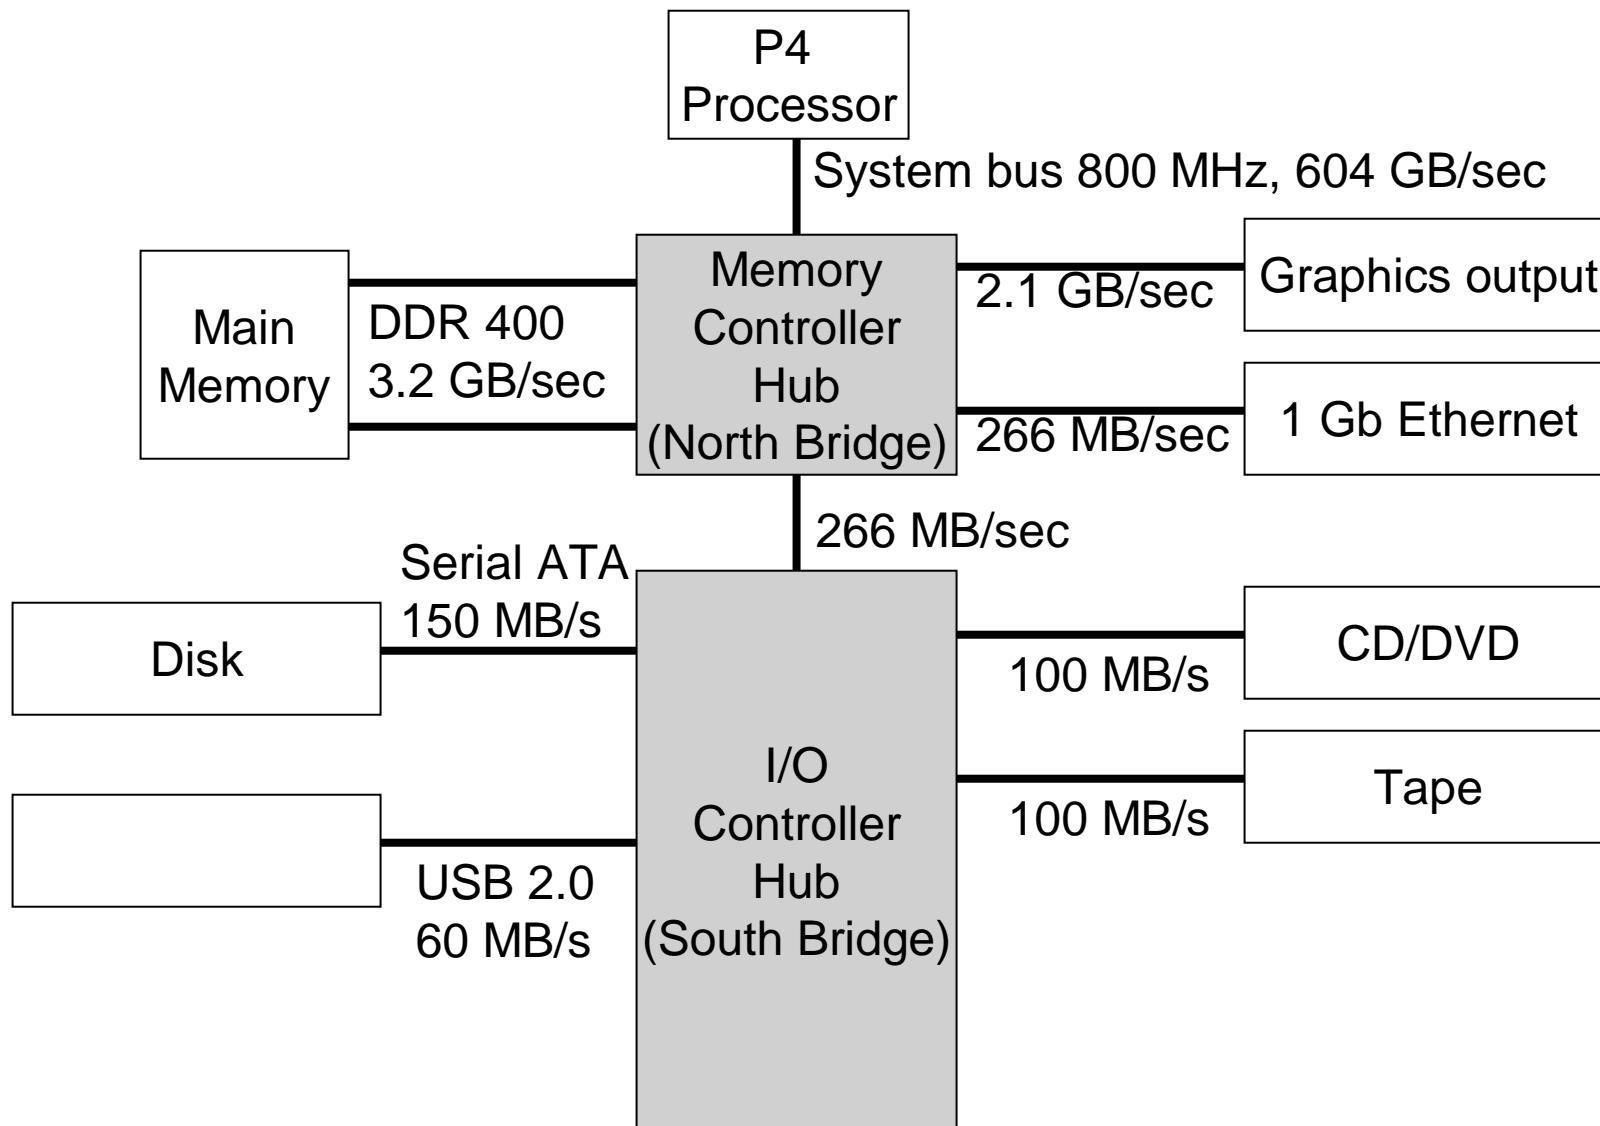 P4
Processor
System bus 800 MHz, 604 GB/sec
Main
Memory
DDR 400
3.2 GB/sec
Memory
Controller
Hub
(North Bridge)
2.1 GB/sec
Graphics output
266 MB/sec
1 Gb Ethernet
266 MB/sec
Serial ATA
150 MB/s
Disk
I/O
Controller
Hub
(South Bridge)
100 MB/s
CD/DVD
100 MB/s
Tape
USB 2.0
60 MB/s